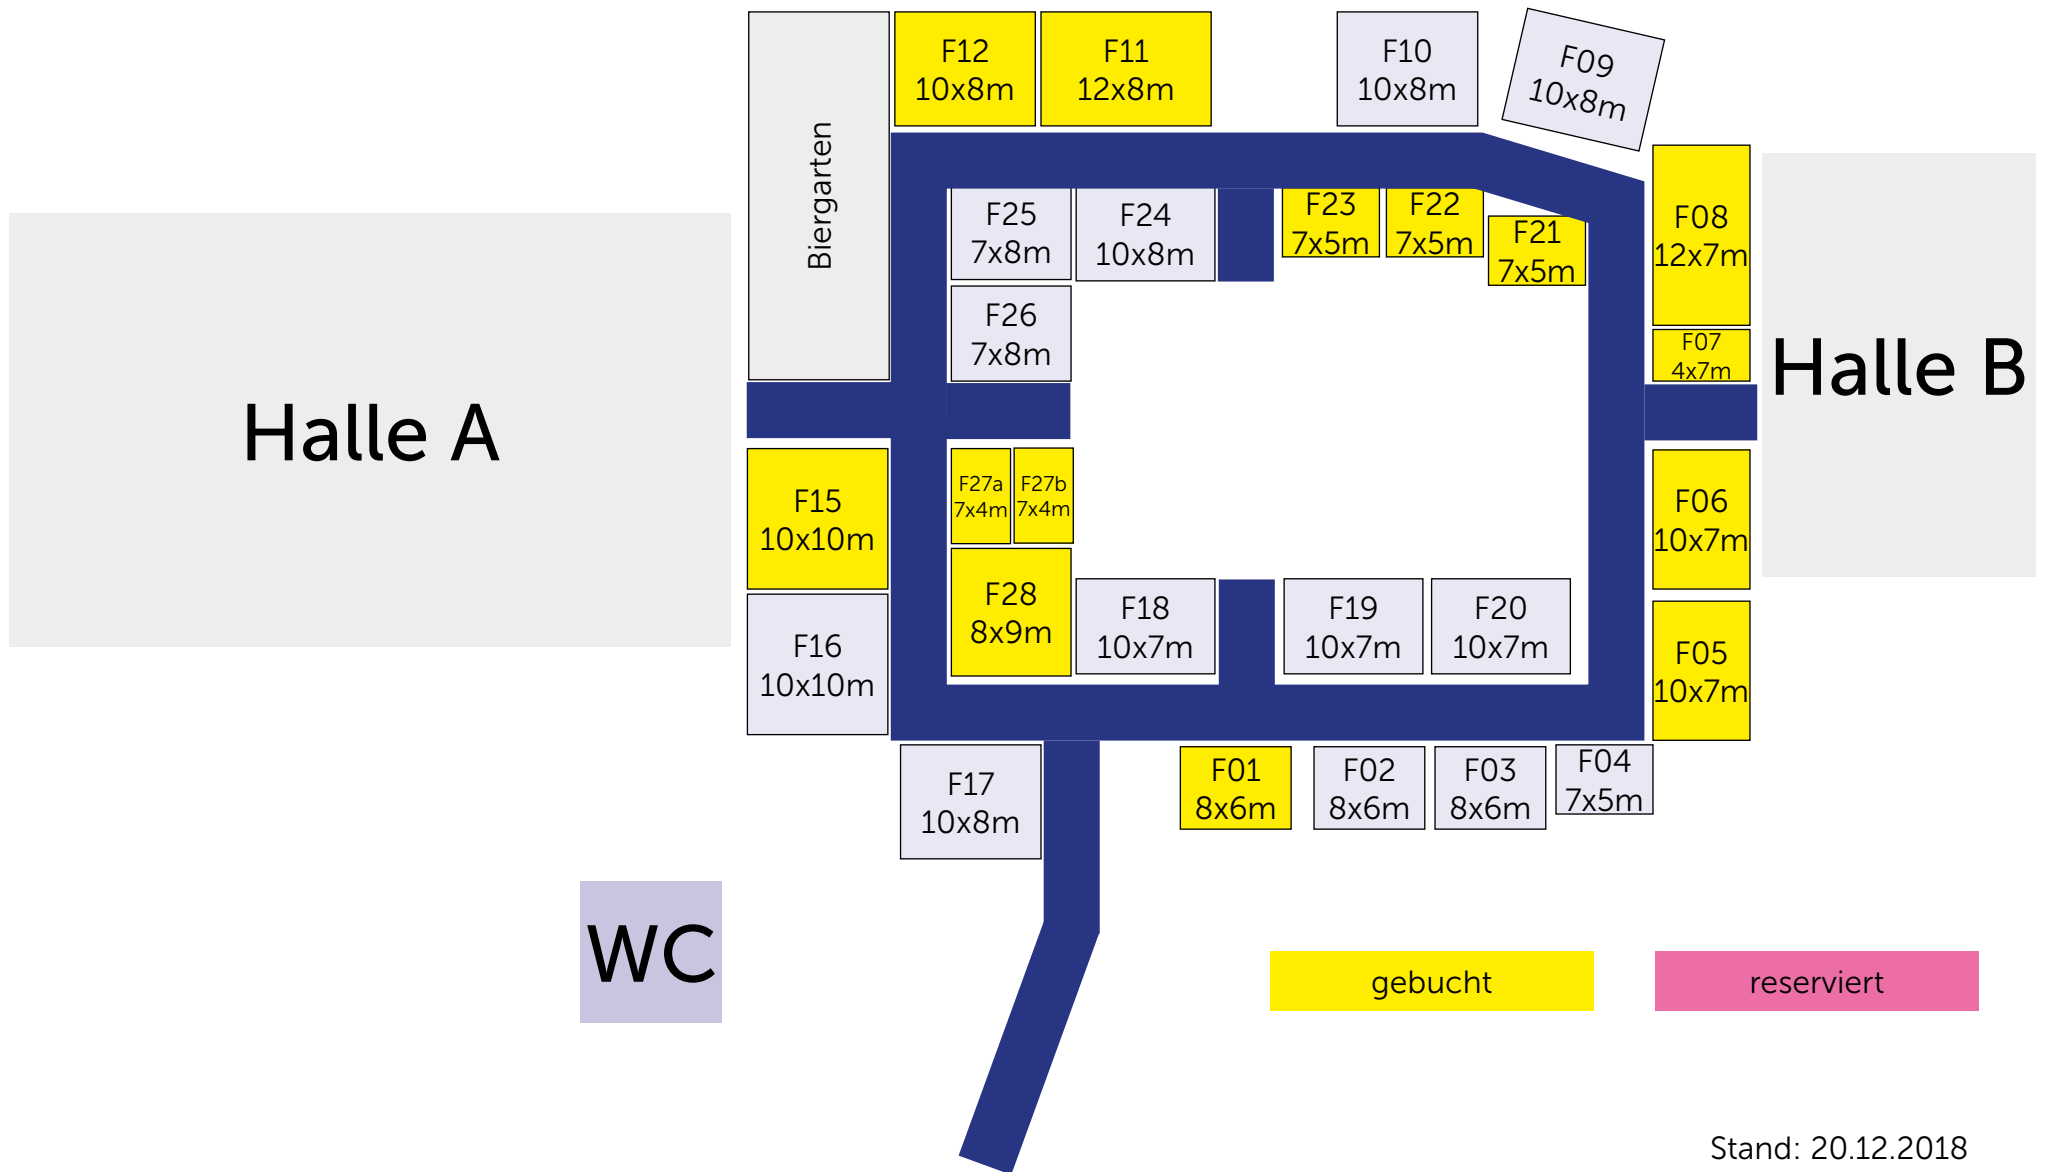 F12
10x8m
F11
12x8m
F10
10x8m
F09
10x8m
Biergarten
F25
7x8m
F24
10x8m
F23
7x5m
F22
7x5m
F21
7x5m
F08
12x7m
F26
7x8m
F07
4x7m
Halle A
Halle B
F15
10x10m
F27a
7x4m
F27b
7x4m
F06
10x7m
F28
8x9m
F18
10x7m
F19
10x7m
F20
10x7m
F16
10x10m
F05
10x7m
F17
10x8m
F01
8x6m
F02
8x6m
F03
8x6m
F04
7x5m
WC
gebucht
reserviert
Stand: 20.12.2018